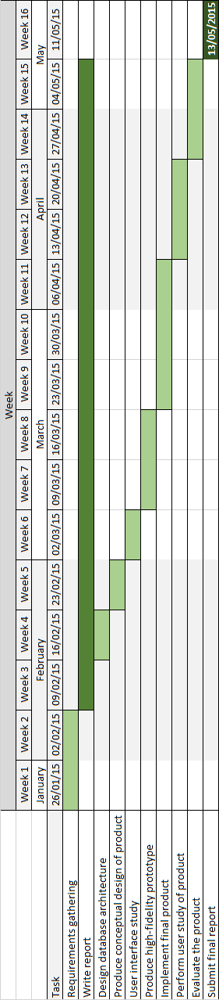 Week
Week 1 Week 2 Week 3 Week 4 Week 5 Week 6 Week 7 Week 8 Week 9 Week 10 Week 11 Week 12 Week 13 Week 14 Week 15 Week 16
January February March April May
Task 26/01/15 02/02/15 09/02/15 16/02/15 23/02/15 02/03/15 09/03/15 16/03/15 23/03/15 30/03/15 06/04/15 13/04/15 20/04/15 27/04/15 04/05/15 11/05/15
Requirements gathering
Write report
Design database architecture
Produce conceptual design of product
User interface study
Produce high-fidelity prototype
Implement final product
Perform user study of product
Evaluate the product
Submit final report 13/05/2015